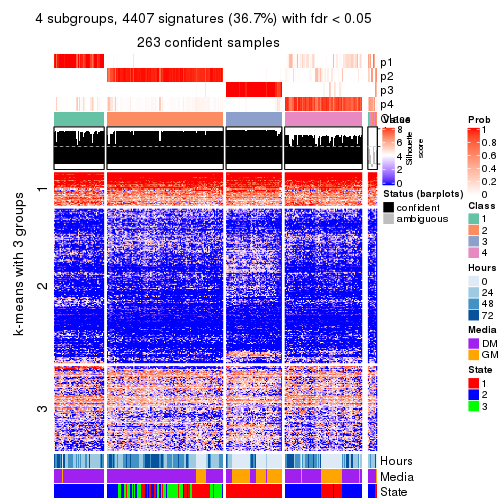 4 subgroups, 4407 signatures (36.7%) with fdr < 0.05
263 confident samples
p1
p2
p3
p4
Silhouette
score
1
2
3
k-means with 3 groups
Hours
Media
State
Value
8
6
4
2
0
Status (barplots)
confident
ambiguous
Prob
1
0.8
0.6
0.4
0.2
0
Class
1
2
3
4
Hours
0
24
48
72
Media
DM
GM
State
1
2
3